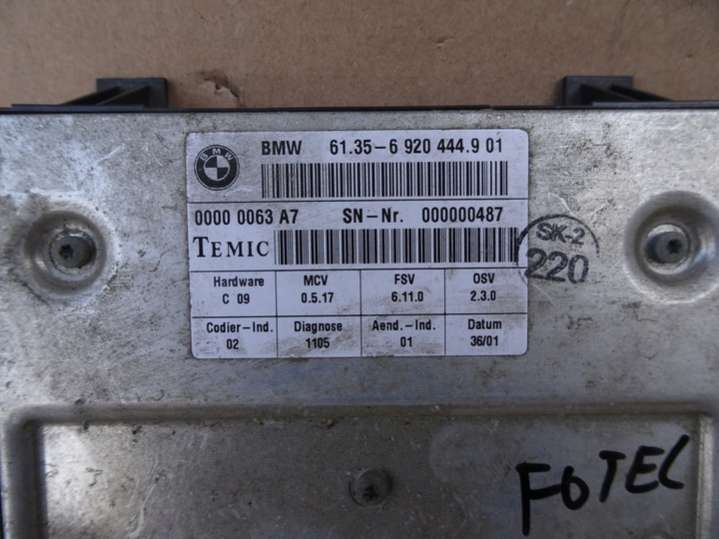 BMW
BMW 61.35-6 920 444.9 01
0000 0063 A7 SN-Nr. 000000487
TEMIC
SK-2
220
Hardware MCV FSV OSV
C 09 0.5.17 6.11.0 2.3.0
Codier-Ind. Diagnose Aend.-Ind. Datum
02 1105 01 36/01
FOTEL